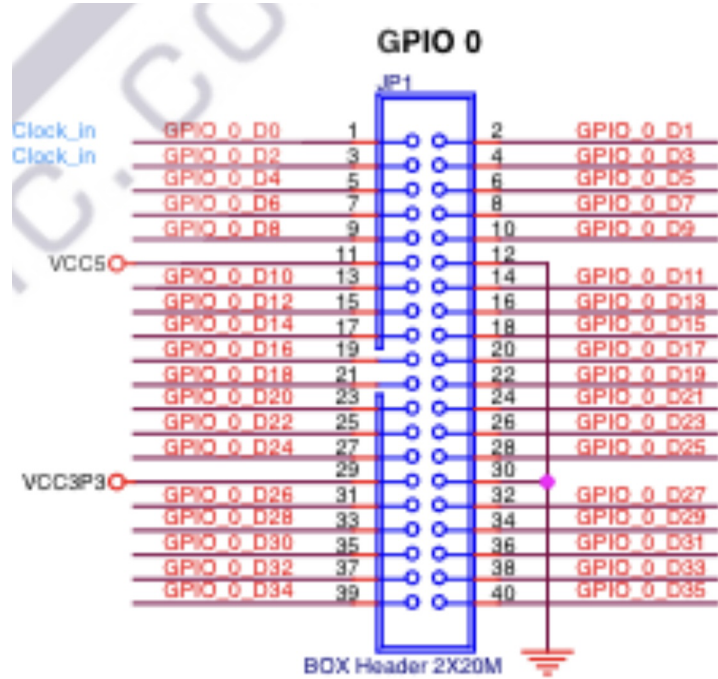 GPIO 0
JP1
Clock_in GPIO_0_D0 1 2 GPIO_0_D1
Clock_in GPIO_0_D2 3 4 GPIO_0_D3
GPIO_0_D4 5 6 GPIO_0_D5
GPIO_0_D6 7 8 GPIO_0_D7
GPIO_0_D8 9 10 GPIO_0_D9
VCC5 11 12
GPIO_0_D10 13 14 GPIO_0_D11
GPIO_0_D12 15 16 GPIO_0_D13
GPIO_0_D14 17 18 GPIO_0_D15
GPIO_0_D16 19 20 GPIO_0_D17
GPIO_0_D18 21 22 GPIO_0_D19
GPIO_0_D20 23 24 GPIO_0_D21
GPIO_0_D22 25 26 GPIO_0_D23
GPIO_0_D24 27 28 GPIO_0_D25
VCC3P3 29 30
GPIO_0_D26 31 32 GPIO_0_D27
GPIO_0_D28 33 34 GPIO_0_D29
GPIO_0_D30 35 36 GPIO_0_D31
GPIO_0_D32 37 38 GPIO_0_D33
GPIO_0_D34 39 40 GPIO_0_D35
BOX Header 2X20M